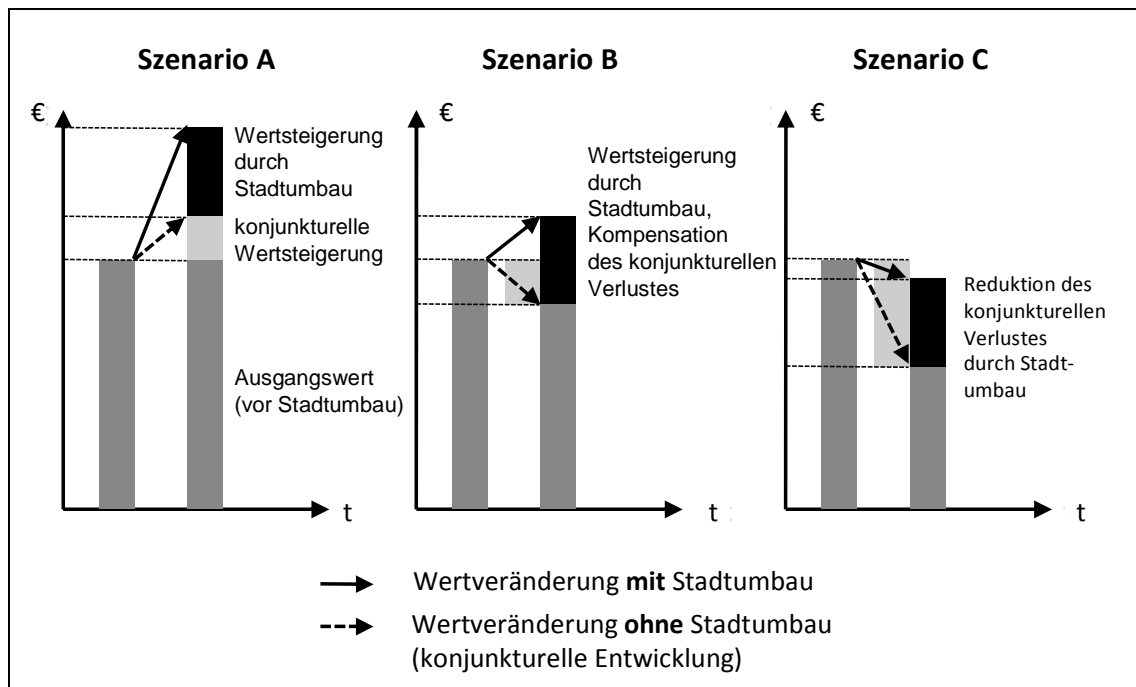 Szenario A
Szenario B
Szenario C
€
Wertsteigerung
durch
Stadtumbau
konjunkturelle
Wertsteigerung
Ausgangswert
(vor Stadtumbau)
t
€
Wertsteigerung
durch
Stadtumbau,
Kompensation
des konjunkturellen
Verlustes
t
€
Reduktion des
konjunkturellen
Verlustes
durch Stadt-
umbau
t
Wertveränderung mit Stadtumbau
Wertveränderung ohne Stadtumbau
(konjunkturelle Entwicklung)